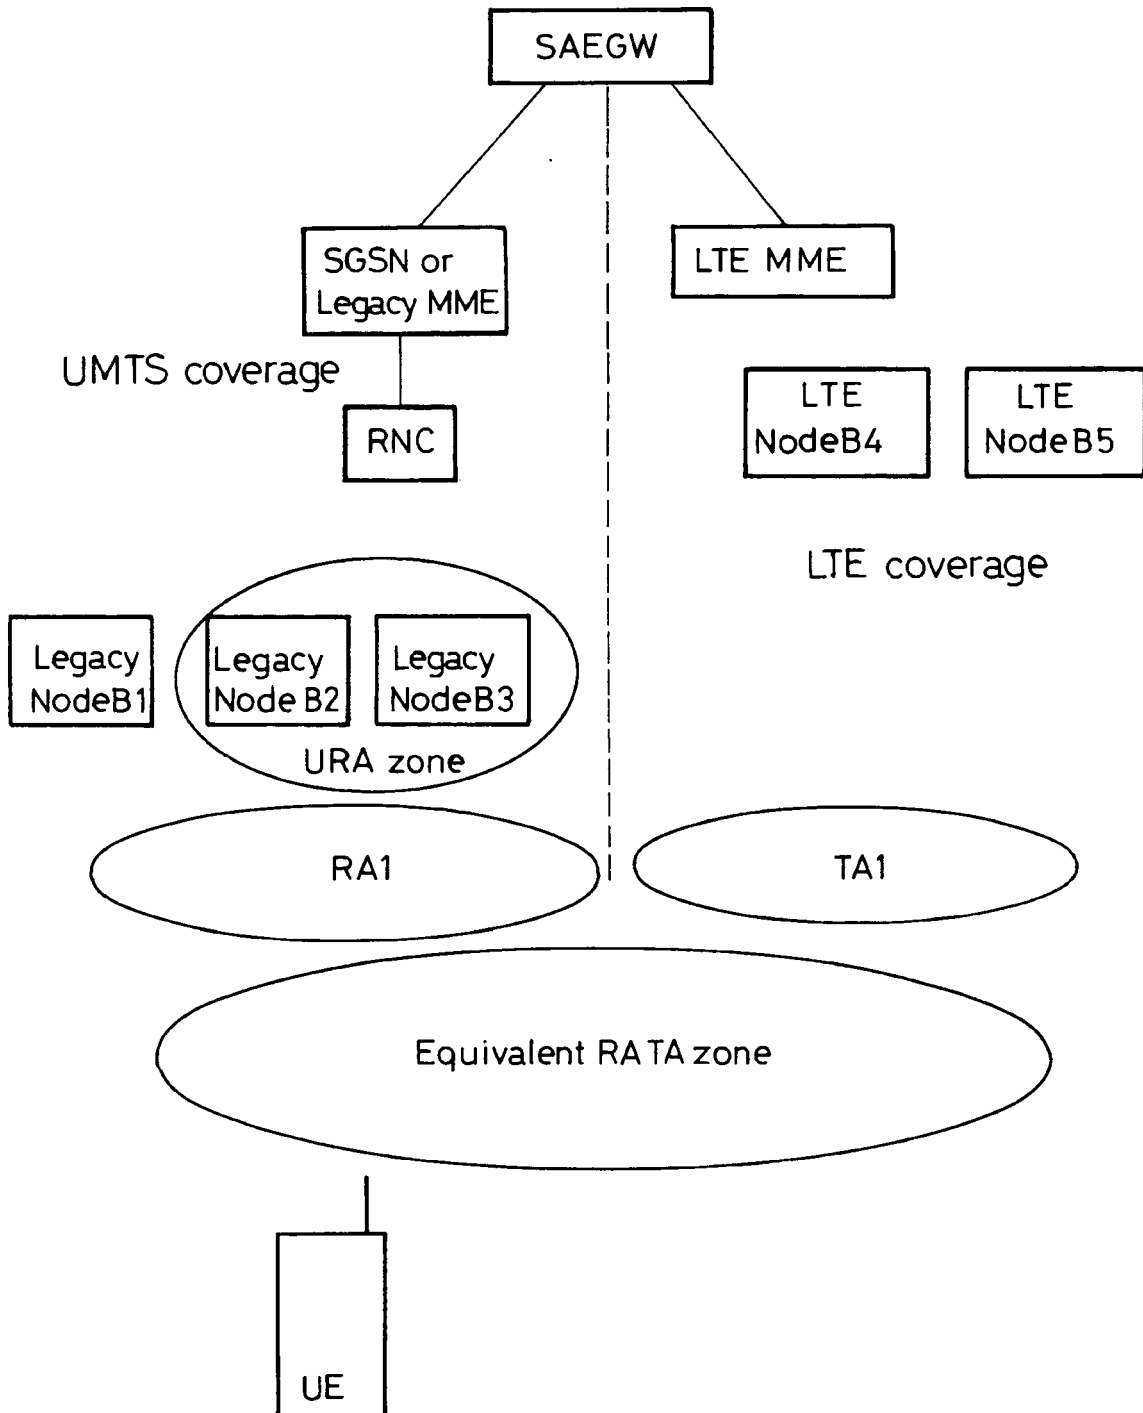 SAEGW
SGSN or
Legacy MME
LTE MME
UMTS coverage
RNC
LTE
NodeB4
LTE
NodeB5
LTE coverage
Legacy
NodeB1
Legacy
Node B2
Legacy
NodeB3
URA zone
RA1
TA1
Equivalent RATA zone
UE